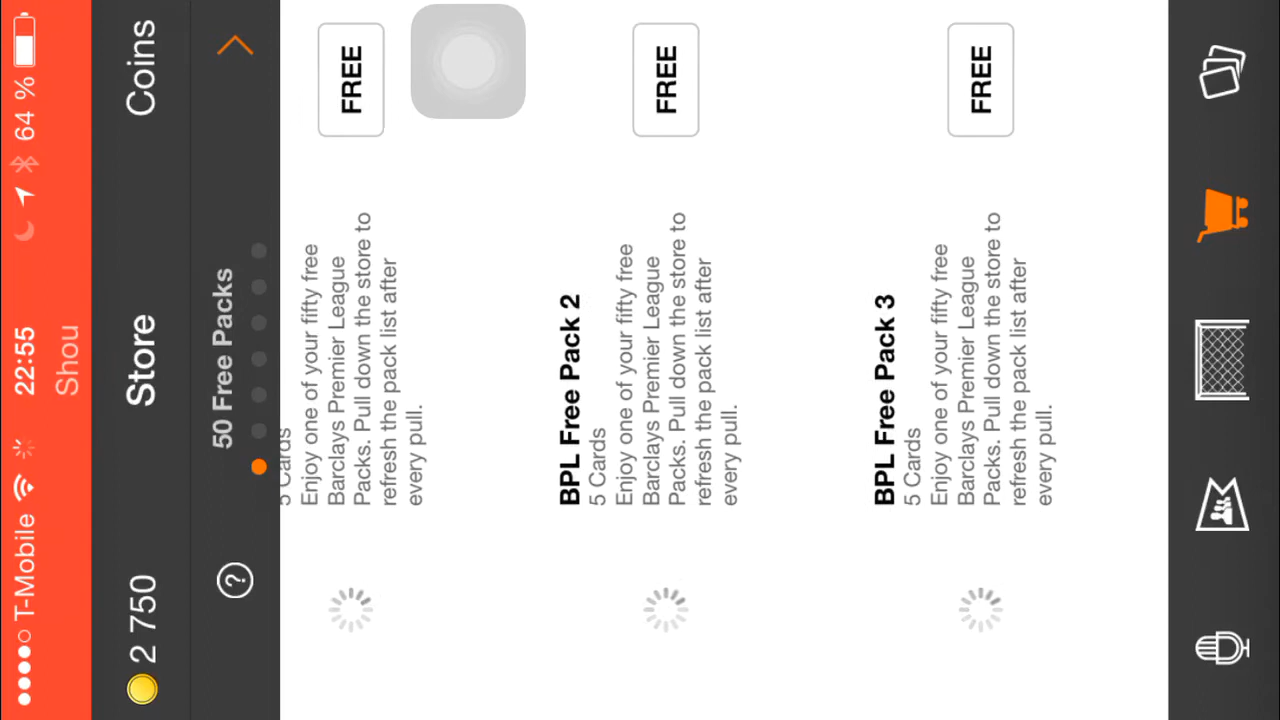 T-Mobile 22:55 64 %
Shou
2 750 Store Coins
? 50 Free Packs
5 Cards
Enjoy one of your fifty free
Barclays Premier League
Packs. Pull down the store to
refresh the pack list after
every pull.
FREE
BPL Free Pack 2
5 Cards
Enjoy one of your fifty free
Barclays Premier League
Packs. Pull down the store to
refresh the pack list after
every pull.
FREE
BPL Free Pack 3
5 Cards
Enjoy one of your fifty free
Barclays Premier League
Packs. Pull down the store to
refresh the pack list after
every pull.
FREE